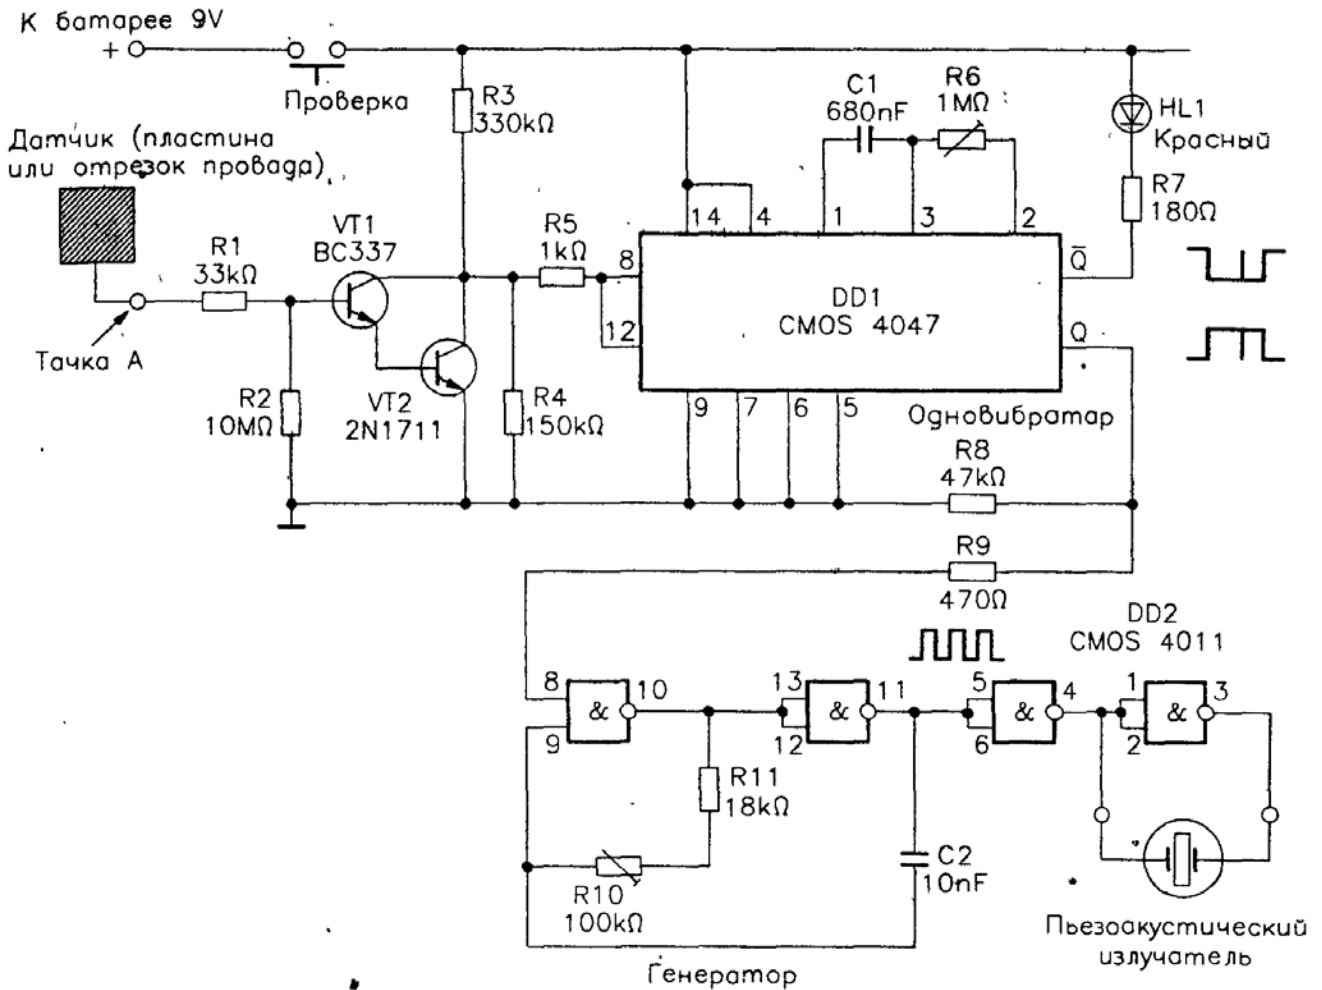 К батарее 9V
+
Проверка
Датчик (пластина
или отрезок провада)
R1
33kΩ
Тачка А
R2
10MΩ
VT1
BC337
VT2
2N1711
R3
330kΩ
R4
150kΩ
R5
1kΩ
8
12
14
4
1
3
2
C1
680nF
R6
1MΩ
DD1
CMOS 4047
Q̅
Q
9
7
6
5
Одновибратар
HL1
Красный
R7
180Ω
R8
47kΩ
R9
470Ω
DD2
CMOS 4011
8
9
&
10
13
12
&
11
5
6
&
4
1
2
&
3
R11
18kΩ
R10
100kΩ
C2
10nF
Генератор
Пьезоакустический
излучатель